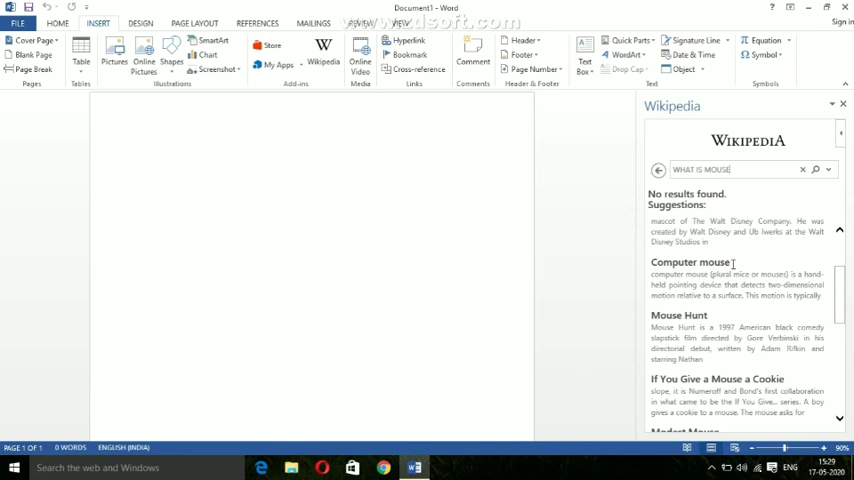 Document1 - Word
www.zdsoft.com
Sign in
FILE HOME INSERT DESIGN PAGE LAYOUT REFERENCES MAILINGS REVIEW VIEW
Cover Page
Blank Page
Page Break
Pages
Table
Tables
Pictures
Online Pictures
Shapes
SmartArt
Chart
Screenshot
Illustrations
Store
My Apps
Wikipedia
Add-ins
Online Video
Media
Hyperlink
Bookmark
Cross-reference
Links
Comment
Comments
Header
Footer
Page Number
Header & Footer
Text Box
Quick Parts
WordArt
Drop Cap
Signature Line
Date & Time
Object
Text
Equation
Symbol
Symbols
Wikipedia
WIKIPEDIA
WHAT IS MOUSE
No results found.
Suggestions:
mascot of The Walt Disney Company. He was
created by Walt Disney and Ub Iwerks at the Walt
Disney Studios in
Computer mouse
computer mouse (plural mice or mouses) is a hand-
held pointing device that detects two-dimensional
motion relative to a surface. This motion is typically
Mouse Hunt
Mouse Hunt is a 1997 American black comedy
slapstick film directed by Gore Verbinski in his
directorial debut, written by Adam Rifkin and
starring Nathan
If You Give a Mouse a Cookie
slope, it is Numeroff and Bond's first collaboration
in what came to be the If You Give... series. A boy
gives a cookie to a mouse. The mouse asks for
Modest Mouse
PAGE 1 OF 1 0 WORDS ENGLISH (INDIA)
90%
Search the web and Windows
ENG
15:29
17-05-2020